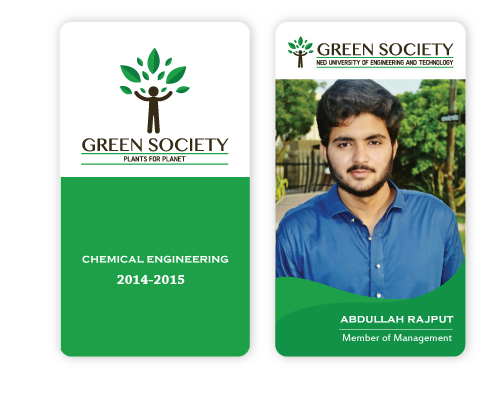 GREEN SOCIETY
PLANTS FOR PLANET
CHEMICAL ENGINEERING
2014-2015
GREEN SOCIETY
NED UNIVERSITY OF ENGINEERING AND TECHNOLOGY
ABDULLAH RAJPUT
Member of Management